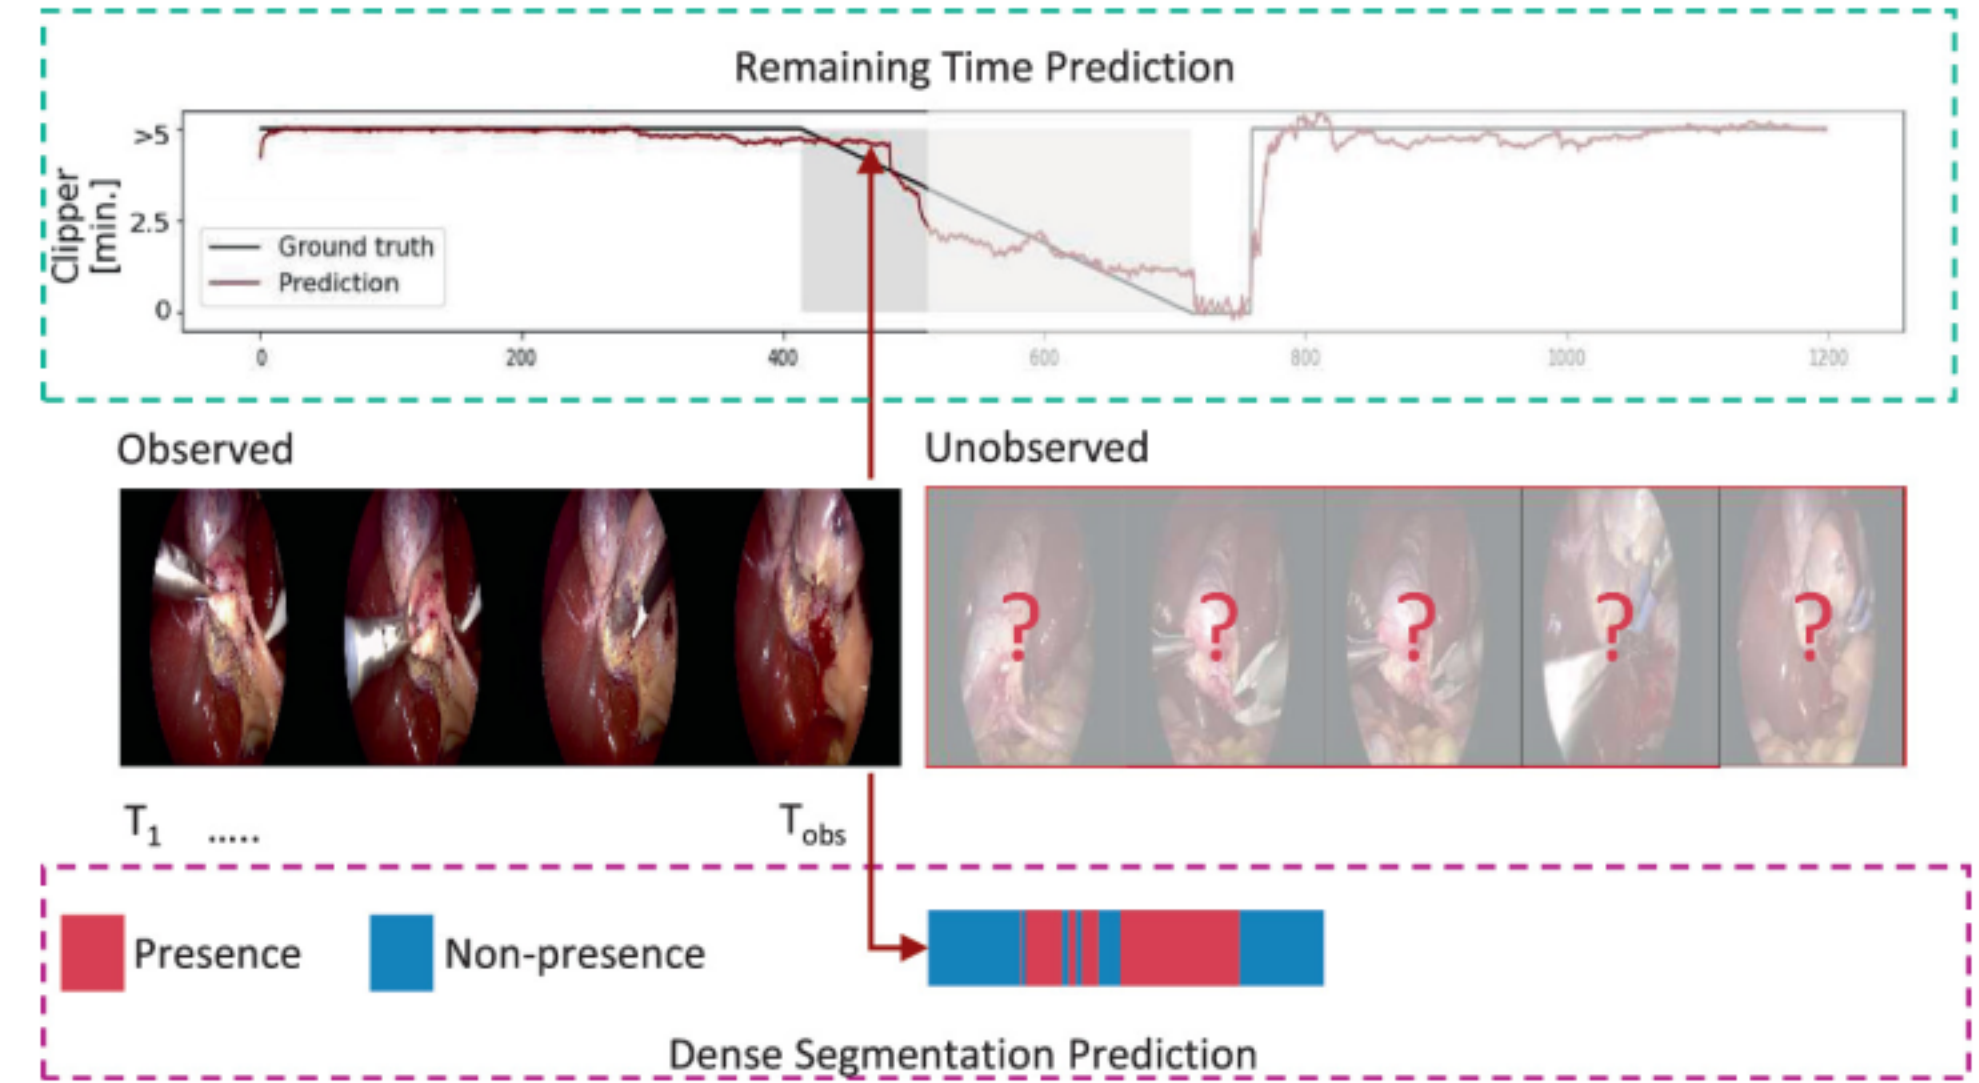 Remaining Time Prediction
Clipper
[min.]
>5
2.5
0
Ground truth
Prediction
0 200 400 600 800 1000 1200
Observed
Unobserved
? ? ? ? ?
T1 ..... Tobs
Presence Non-presence
Dense Segmentation Prediction